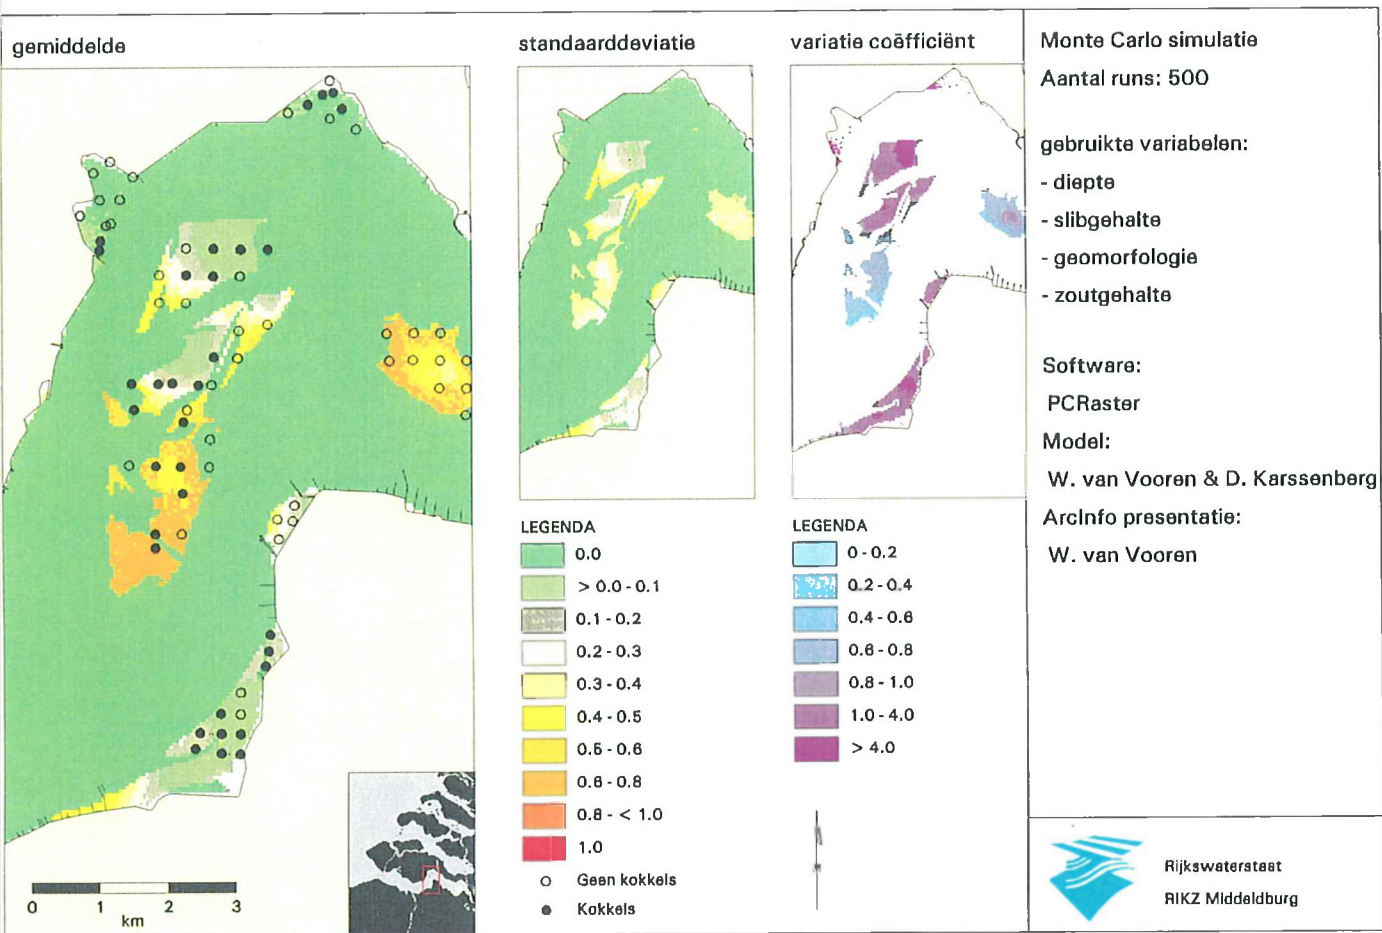 gemiddelde
standaarddeviatie
variatie coëfficiënt
Monte Carlo simulatie
Aantal runs: 500
gebruikte variabelen:
- diepte
- slibgehalte
- geomorfologie
- zoutgehalte
Software:
PCRaster
Model:
W. van Vooren & D. Karssenberg
ArcInfo presentatie:
W. van Vooren
LEGENDA
0.0
> 0.0 - 0.1
0.1 - 0.2
0.2 - 0.3
0.3 - 0.4
0.4 - 0.5
0.5 - 0.6
0.6 - 0.8
0.8 - < 1.0
1.0
Geen kokkels
Kokkels
LEGENDA
0 - 0.2
0.2 - 0.4
0.4 - 0.6
0.6 - 0.8
0.8 - 1.0
1.0 - 4.0
> 4.0
0 1 2 3
km
Rijkswaterstaat
RIKZ Middelburg